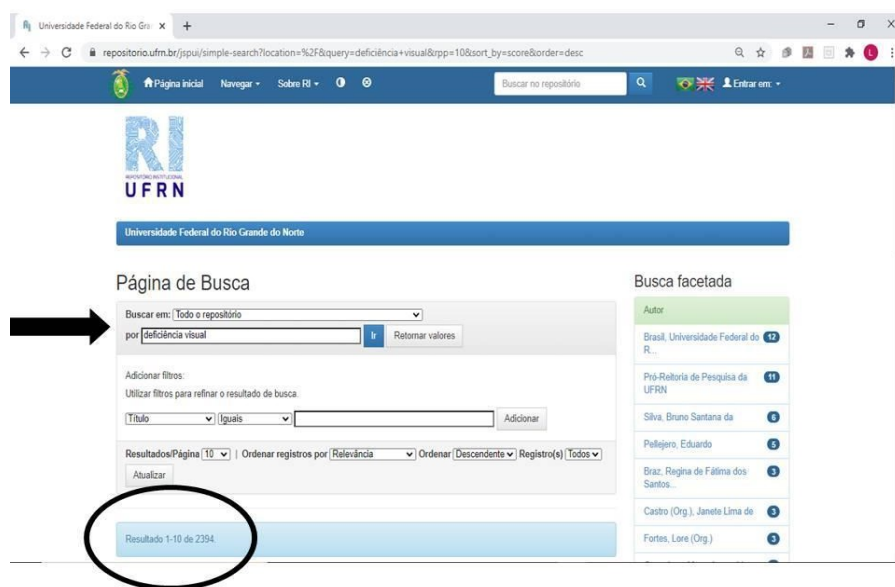 Universidade Federal do Rio Gra
repositorio.ufrn.br/jspui/simple-search?location=%2F&query=deficiência+visual&rpp=10&sort_by=score&order=desc
L
Página inicial Navegar Sobre RI Buscar no repositório Entrar em:
RI
REPOSITÓRIO INSTITUCIONAL
UFRN
Universidade Federal do Rio Grande do Norte
Página de Busca
Buscar em: Todo o repositório
por deficiência visual Ir Retornar valores
Adicionar filtros:
Utilizar filtros para refinar o resultado de busca.
Título Iguais Adicionar
Resultados/Página 10 | Ordenar registros por Relevância Ordenar Descendente Registro(s) Todos
Atualizar
Resultado 1-10 de 2394.
Busca facetada
Autor
Brasil, Universidade Federal do R... 12
Pró-Reitoria de Pesquisa da UFRN 11
Silva, Bruno Santana da 6
Pellejero, Eduardo 5
Braz, Regina de Fátima dos Santos... 3
Castro (Org.), Janete Lima de 3
Fortes, Lore (Org.) 3